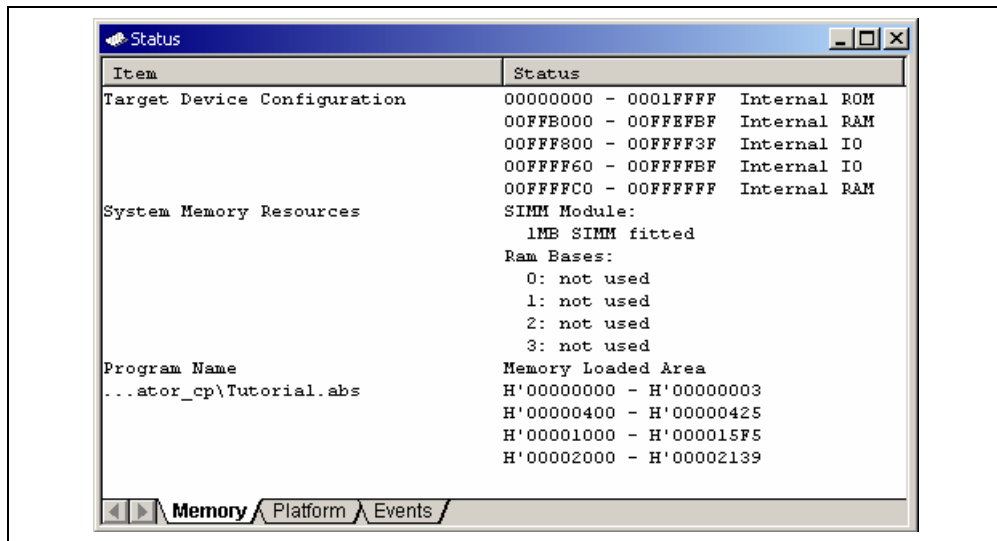 Status
Item Status
Target Device Configuration 00000000 - 0001FFFF Internal ROM
00FFB000 - 00FFEFBF Internal RAM
00FFF800 - 00FFFF3F Internal IO
00FFFF60 - 00FFFFBF Internal IO
00FFFFC0 - 00FFFFFF Internal RAM
System Memory Resources SIMM Module:
1MB SIMM fitted
Ram Bases:
0: not used
1: not used
2: not used
3: not used
Program Name Memory Loaded Area
...ator_cp\Tutorial.abs H'00000000 - H'00000003
H'00000400 - H'00000425
H'00001000 - H'000015F5
H'00002000 - H'00002139
Memory Platform Events